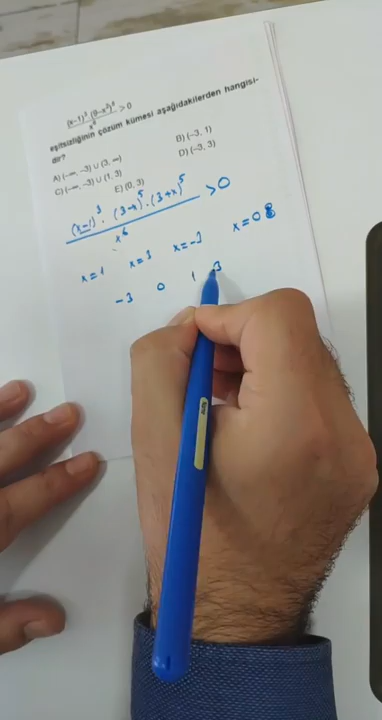 (x-1)³.(9-x²)⁵ / x⁶ > 0
eşitsizliğinin çözüm kümesi aşağıdakilerden hangisi-
dir?
A) (-∞, -3) ∪ (3, ∞) B) (-3, 1)
C) (-∞, -3) ∪ (1, 3) D) (-3, 3)
E) (0, 3)
(x-1)³ . (3-x)⁵ . (3+x)⁵ / x⁶ > 0
x=1 x=3 x=-3 x=0
-3 0 1 3